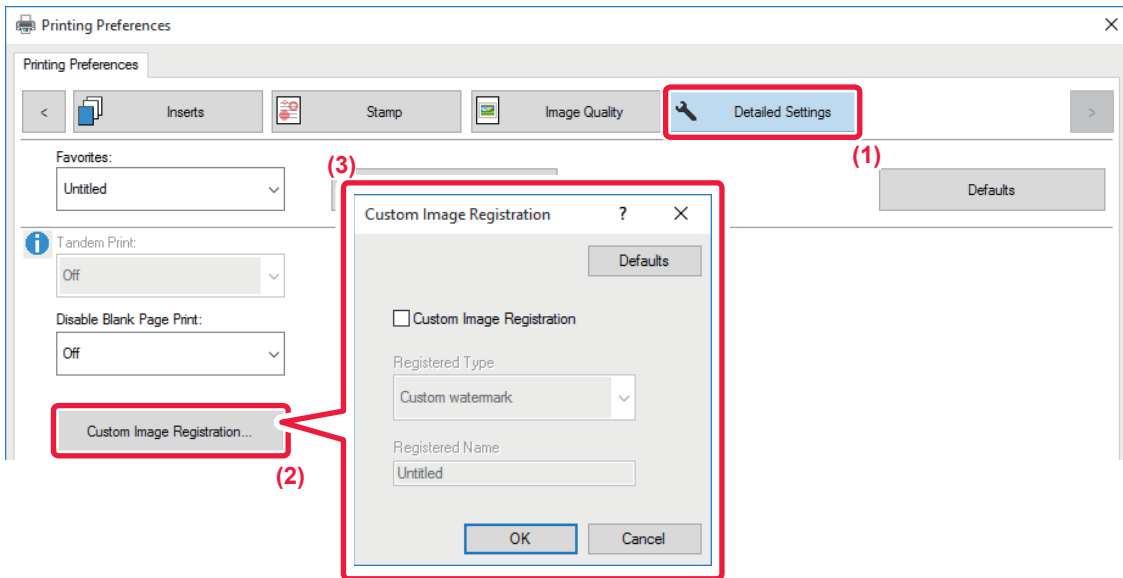 Printing Preferences
Printing Preferences
< Inserts Stamp Image Quality Detailed Settings >
(1)
Favorites:
Untitled
Defaults
(3)
Tandem Print:
Off
Disable Blank Page Print:
Off
Custom Image Registration...
(2)
Custom Image Registration ?
Defaults
Custom Image Registration
Registered Type
Custom watermark
Registered Name
Untitled
OK Cancel